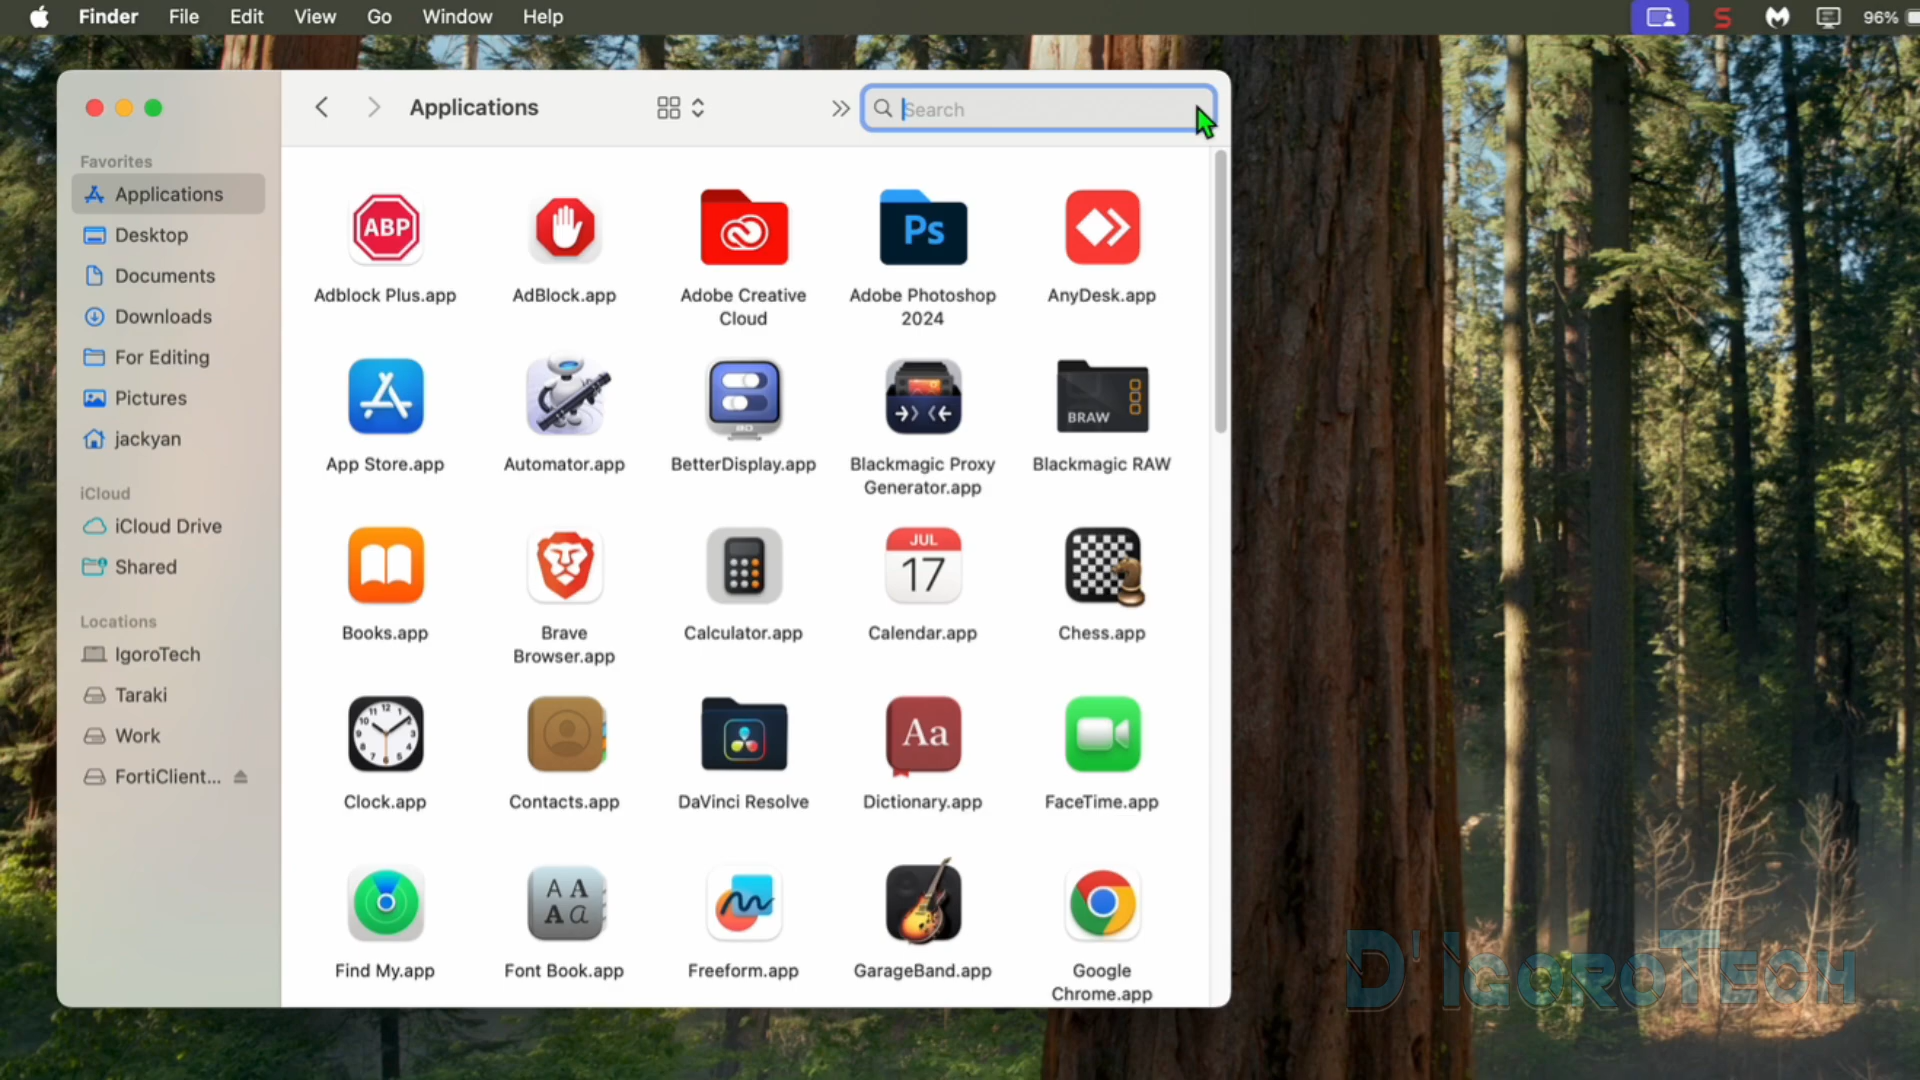 Finder File Edit View Go Window Help
96%
Applications
Search
Favorites
Applications
Desktop
Documents
Downloads
For Editing
Pictures
jackyan
iCloud
iCloud Drive
Shared
Locations
IgoroTech
Taraki
Work
FortiClient...
ABP
Ps
Adblock Plus.app
AdBlock.app
Adobe Creative
Cloud
Adobe Photoshop
2024
AnyDesk.app
BRAW
App Store.app
Automator.app
BetterDisplay.app
Blackmagic Proxy
Generator.app
Blackmagic RAW
JUL
17
Books.app
Brave
Browser.app
Calculator.app
Calendar.app
Chess.app
Aa
Clock.app
Contacts.app
DaVinci Resolve
Dictionary.app
FaceTime.app
A A
A a
Find My.app
Font Book.app
Freeform.app
GarageBand.app
Google
Chrome.app
D' IgoroTech